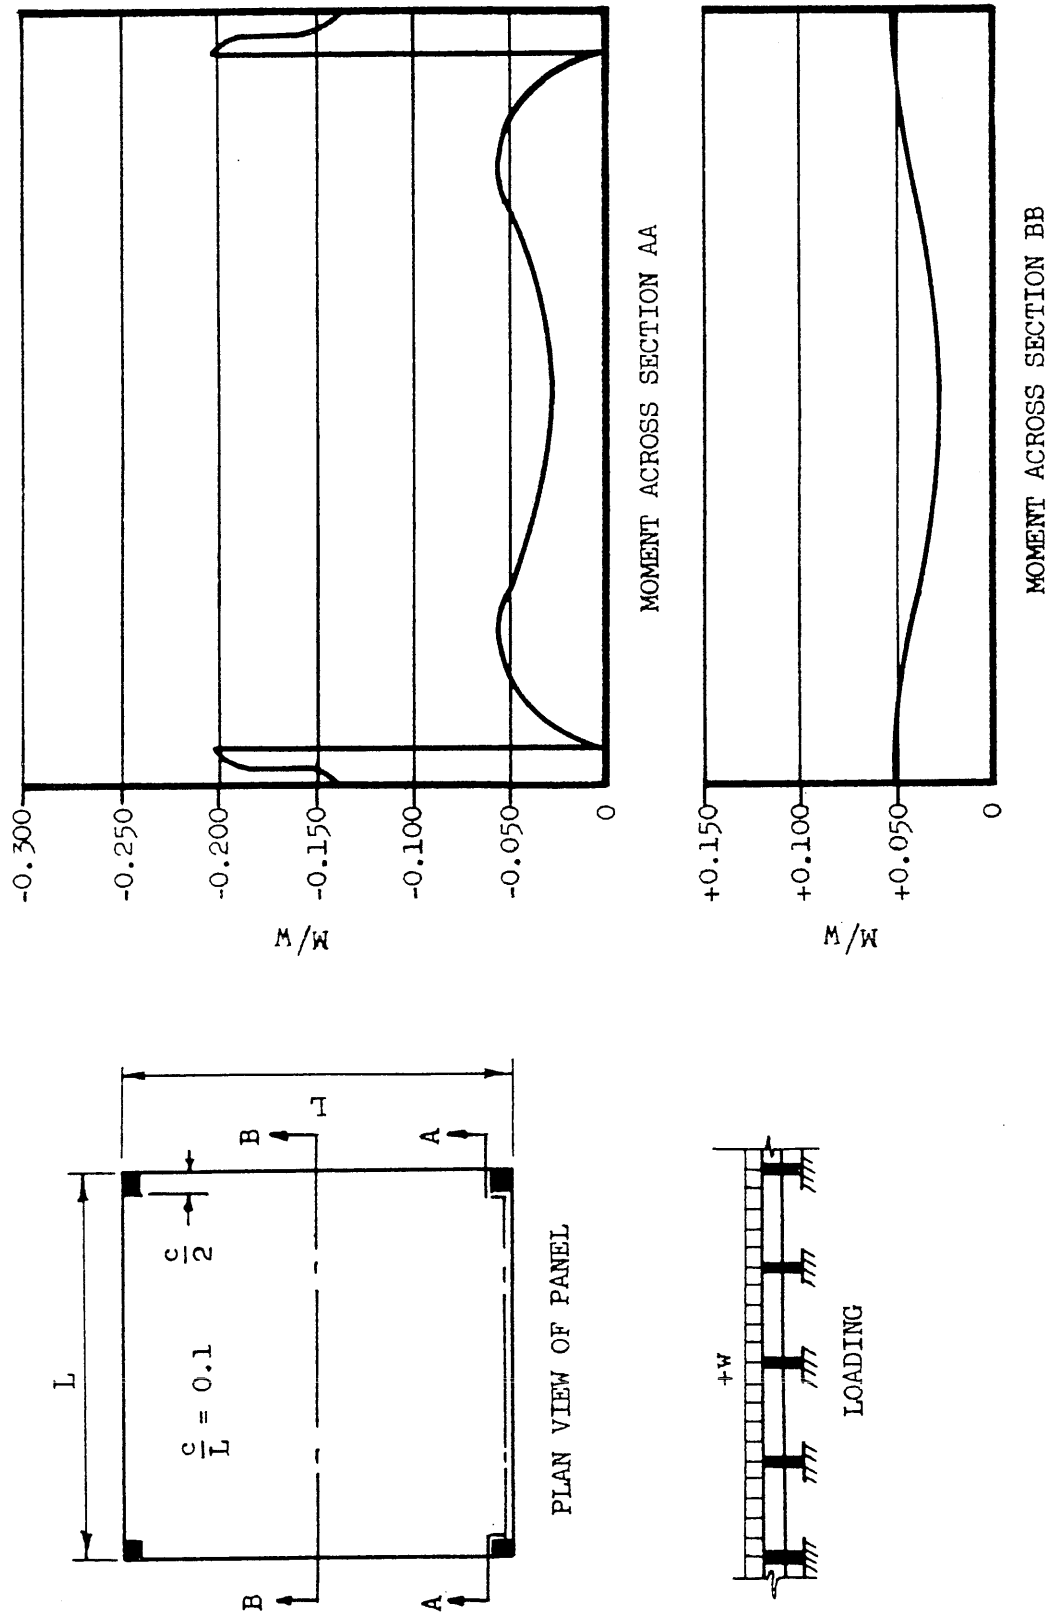 L
c/L = 0.1
c/2
L
B
B
A
A
PLAN VIEW OF PANEL
+w
LOADING
M/W
-0.300
-0.250
-0.200
-0.150
-0.100
-0.050
0
MOMENT ACROSS SECTION AA
M/W
+0.150
+0.100
+0.050
0
MOMENT ACROSS SECTION BB